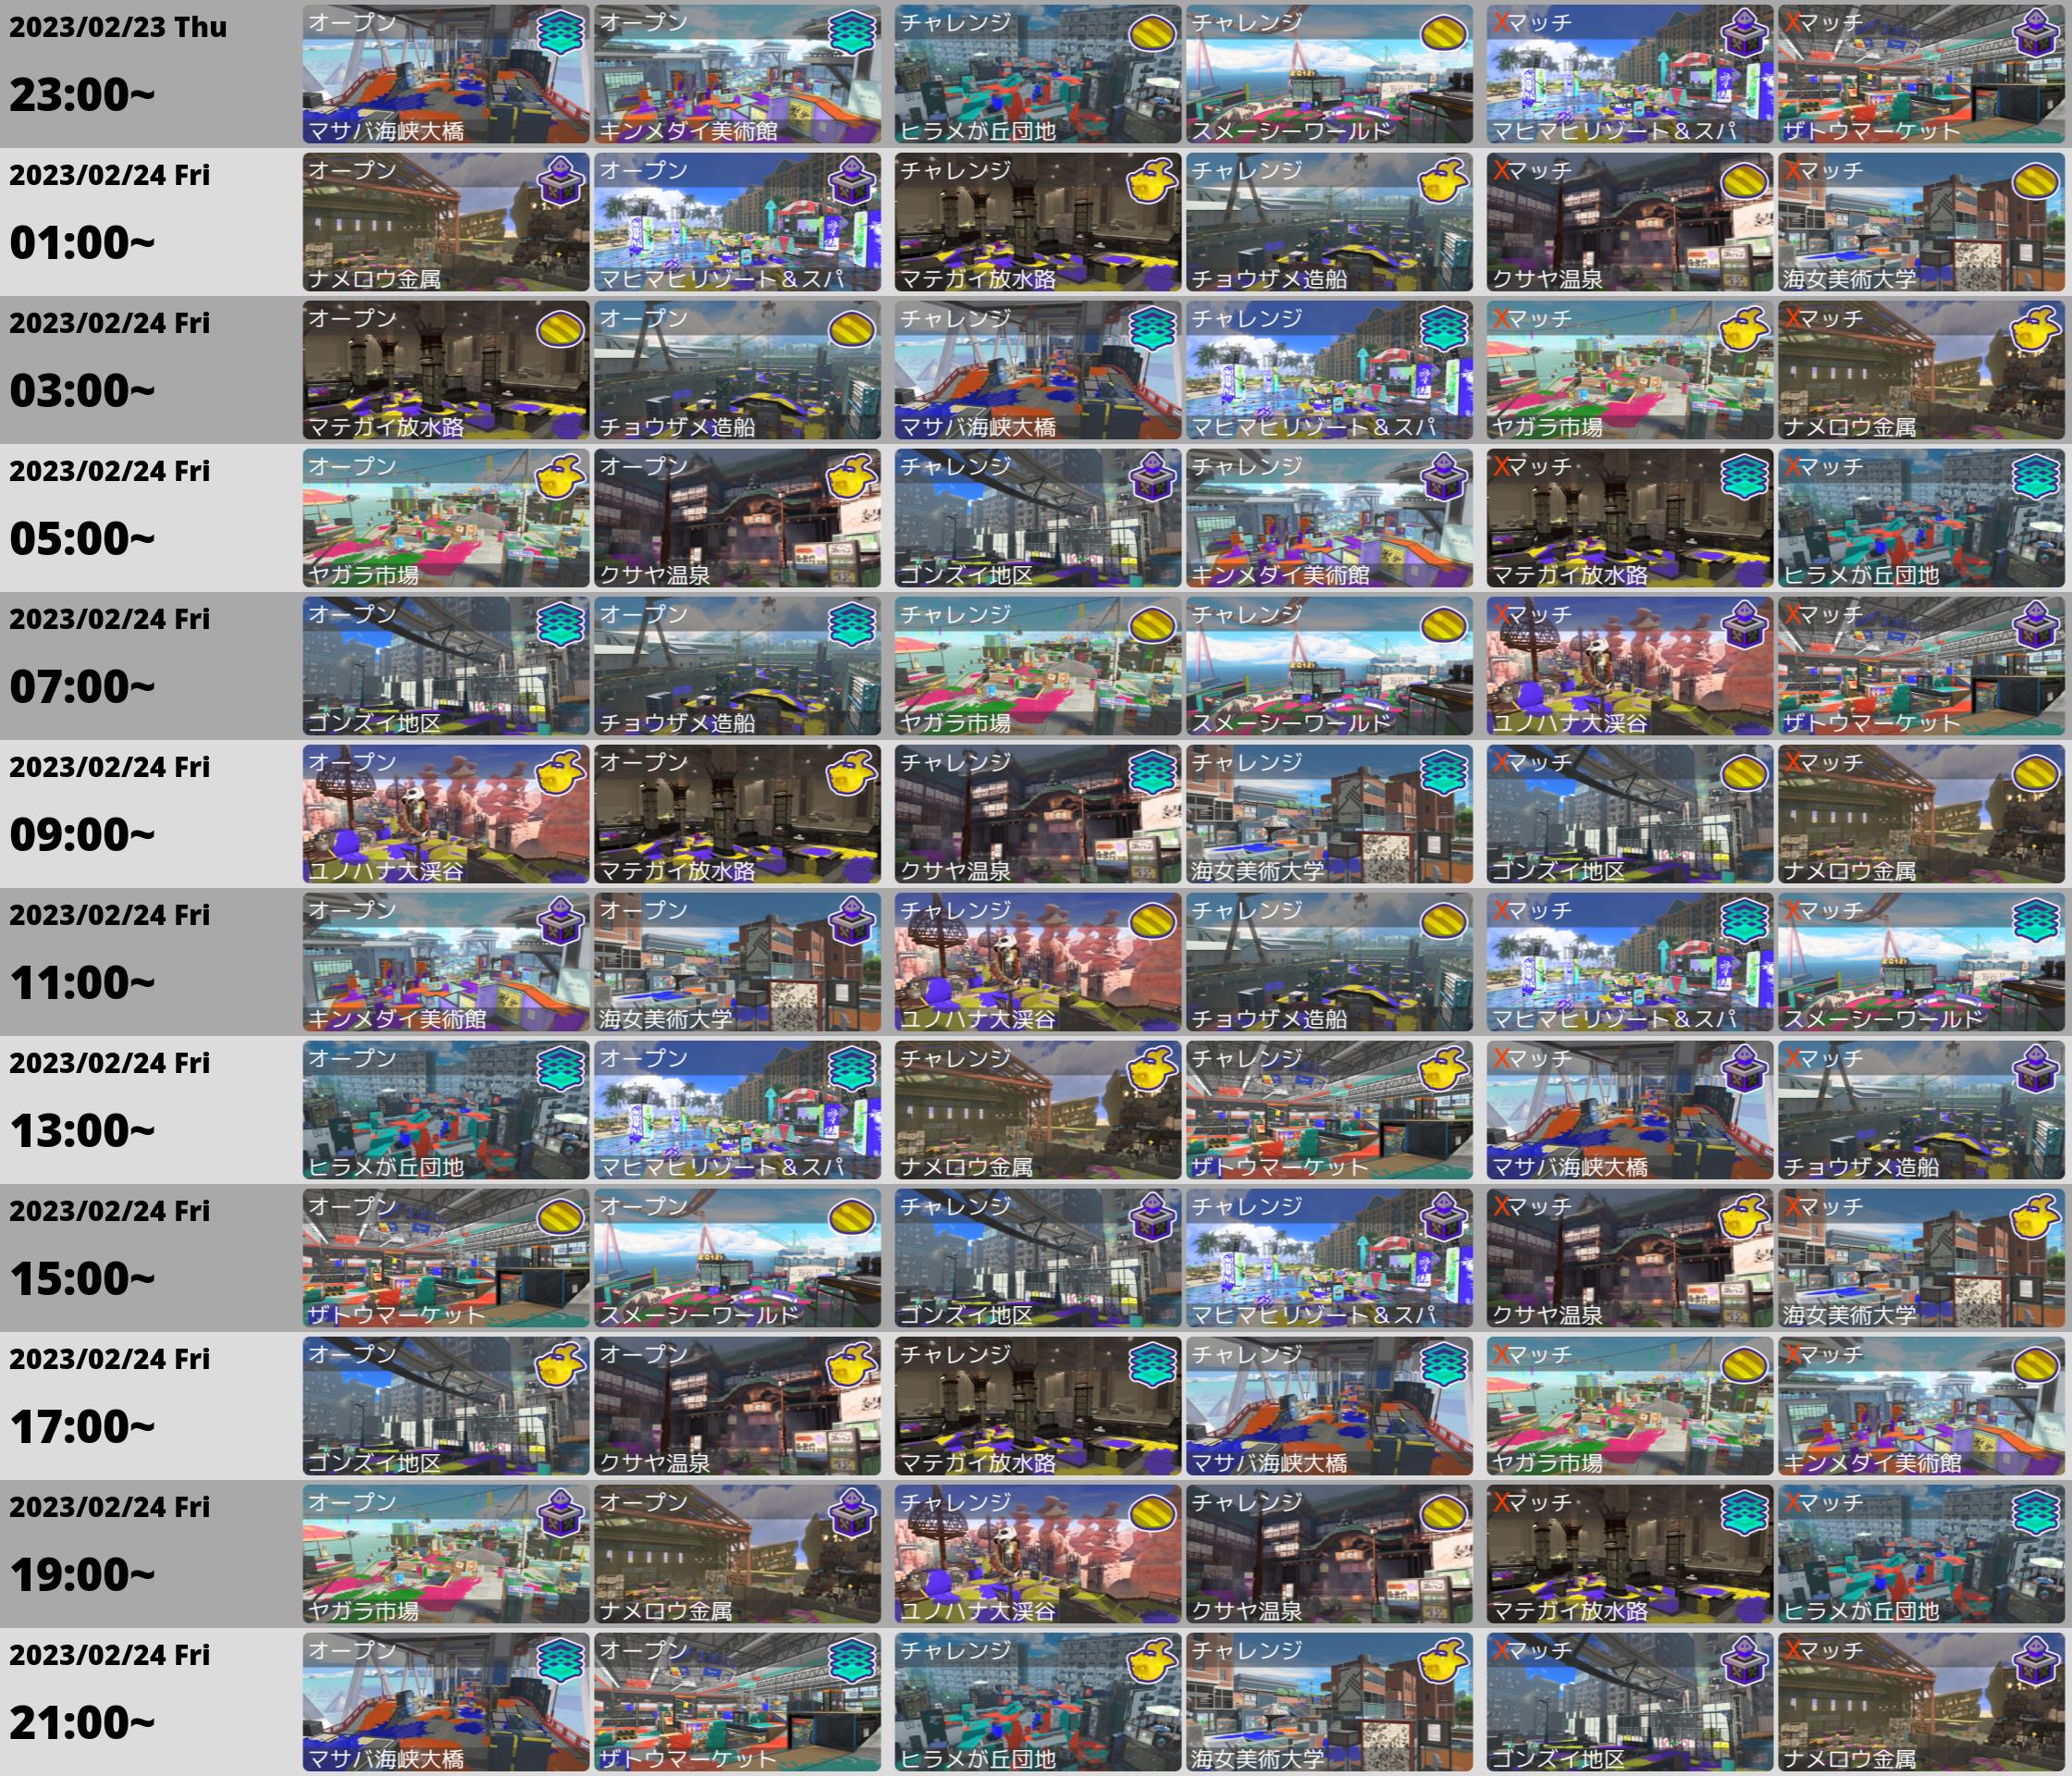 2023/02/23 Thu
23:00~
オープン オープン チャレンジ チャレンジ Xマッチ Xマッチ
マサバ海峡大橋 キンメダイ美術館 ヒラメが丘団地 スメーシーワールド マヒマヒリゾート＆スパ ザトウマーケット
2023/02/24 Fri
01:00~
オープン オープン チャレンジ チャレンジ Xマッチ Xマッチ
ナメロウ金属 マヒマヒリゾート＆スパ マテガイ放水路 チョウザメ造船 クサヤ温泉 海女美術大学
2023/02/24 Fri
03:00~
オープン オープン チャレンジ チャレンジ Xマッチ Xマッチ
マテガイ放水路 チョウザメ造船 マサバ海峡大橋 マヒマヒリゾート＆スパ ヤガラ市場 ナメロウ金属
2023/02/24 Fri
05:00~
オープン オープン チャレンジ チャレンジ Xマッチ Xマッチ
ヤガラ市場 クサヤ温泉 ゴンズイ地区 キンメダイ美術館 マテガイ放水路 ヒラメが丘団地
2023/02/24 Fri
07:00~
オープン オープン チャレンジ チャレンジ Xマッチ Xマッチ
ゴンズイ地区 チョウザメ造船 ヤガラ市場 スメーシーワールド ユノハナ大渓谷 ザトウマーケット
2023/02/24 Fri
09:00~
オープン オープン チャレンジ チャレンジ Xマッチ Xマッチ
ユノハナ大渓谷 マテガイ放水路 クサヤ温泉 海女美術大学 ゴンズイ地区 ナメロウ金属
2023/02/24 Fri
11:00~
オープン オープン チャレンジ チャレンジ Xマッチ Xマッチ
キンメダイ美術館 海女美術大学 ユノハナ大渓谷 チョウザメ造船 マヒマヒリゾート＆スパ スメーシーワールド
2023/02/24 Fri
13:00~
オープン オープン チャレンジ チャレンジ Xマッチ Xマッチ
ヒラメが丘団地 マヒマヒリゾート＆スパ ナメロウ金属 ザトウマーケット マサバ海峡大橋 チョウザメ造船
2023/02/24 Fri
15:00~
オープン オープン チャレンジ チャレンジ Xマッチ Xマッチ
ザトウマーケット スメーシーワールド ゴンズイ地区 マヒマヒリゾート＆スパ クサヤ温泉 海女美術大学
2023/02/24 Fri
17:00~
オープン オープン チャレンジ チャレンジ Xマッチ Xマッチ
ゴンズイ地区 クサヤ温泉 マテガイ放水路 マサバ海峡大橋 ヤガラ市場 キンメダイ美術館
2023/02/24 Fri
19:00~
オープン オープン チャレンジ チャレンジ Xマッチ Xマッチ
ヤガラ市場 ナメロウ金属 ユノハナ大渓谷 クサヤ温泉 マテガイ放水路 ヒラメが丘団地
2023/02/24 Fri
21:00~
オープン オープン チャレンジ チャレンジ Xマッチ Xマッチ
マサバ海峡大橋 ザトウマーケット ヒラメが丘団地 海女美術大学 ゴンズイ地区 ナメロウ金属